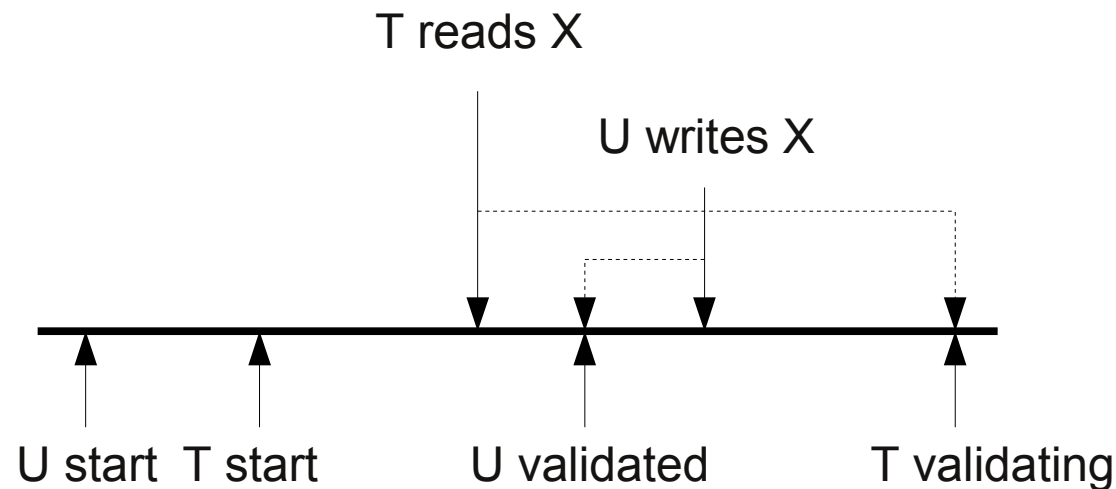 T reads X
U writes X
U start T start U validated T validating